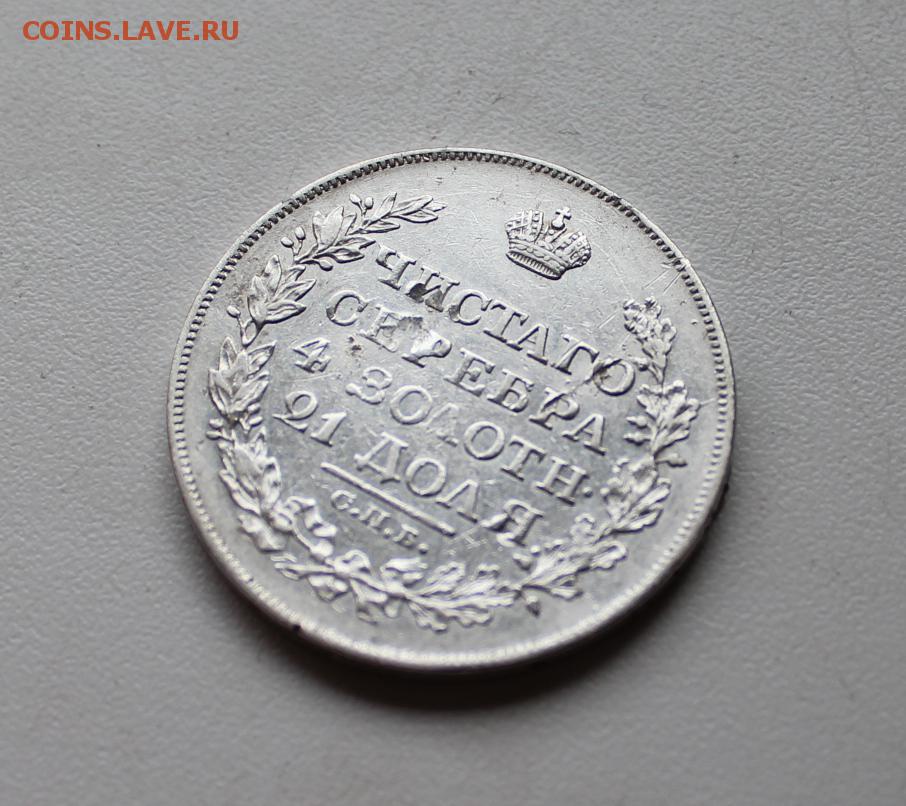 COINS.LAVE.RU
ЧИСТАГО
СЕРЕБРА
4 ЗОЛОТН.
21 ДОЛЯ.
С.П.Б.